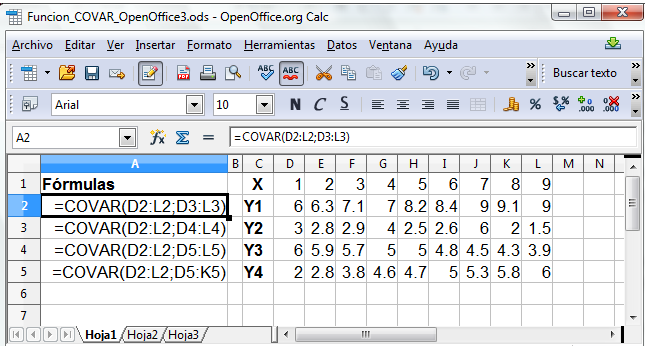 Funcion_COVAR_OpenOffice3.ods - OpenOffice.org Calc
Archivo Editar Ver Insertar Formato Herramientas Datos Ventana Ayuda
ABC ABC Buscar texto
Arial 10 N C S
A2 =COVAR(D2:L2;D3:L3)
A B C D E F G H I J K L M N
1 Fórmulas X 1 2 3 4 5 6 7 8 9
2 =COVAR(D2:L2;D3:L3) Y1 6 6.3 7.1 7 8.2 8.4 9 9.1 9
3 =COVAR(D2:L2;D4:L4) Y2 3 2.8 2.9 4 2.5 2.6 6 2 1.5
4 =COVAR(D2:L2;D5:L5) Y3 6 5.9 5.7 5 5 4.8 4.5 4.3 3.9
5 =COVAR(D2:L2;D5:K5) Y4 2 2.8 3.8 4.6 4.7 5 5.3 5.8 6
6
7
Hoja1 Hoja2 Hoja3